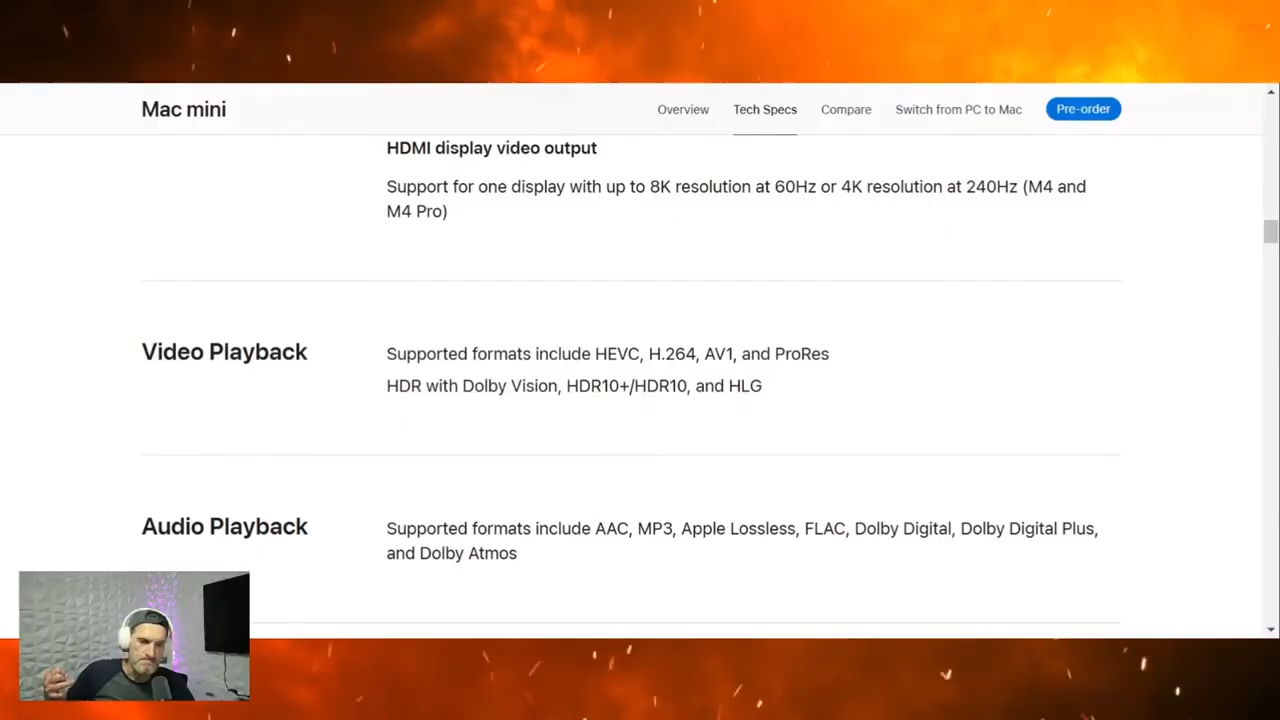 Mac mini
Overview
Tech Specs
Compare
Switch from PC to Mac
Pre-order
HDMI display video output
Support for one display with up to 8K resolution at 60Hz or 4K resolution at 240Hz (M4 and
M4 Pro)
Video Playback
Supported formats include HEVC, H.264, AV1, and ProRes
HDR with Dolby Vision, HDR10+/HDR10, and HLG
Audio Playback
Supported formats include AAC, MP3, Apple Lossless, FLAC, Dolby Digital, Dolby Digital Plus,
and Dolby Atmos